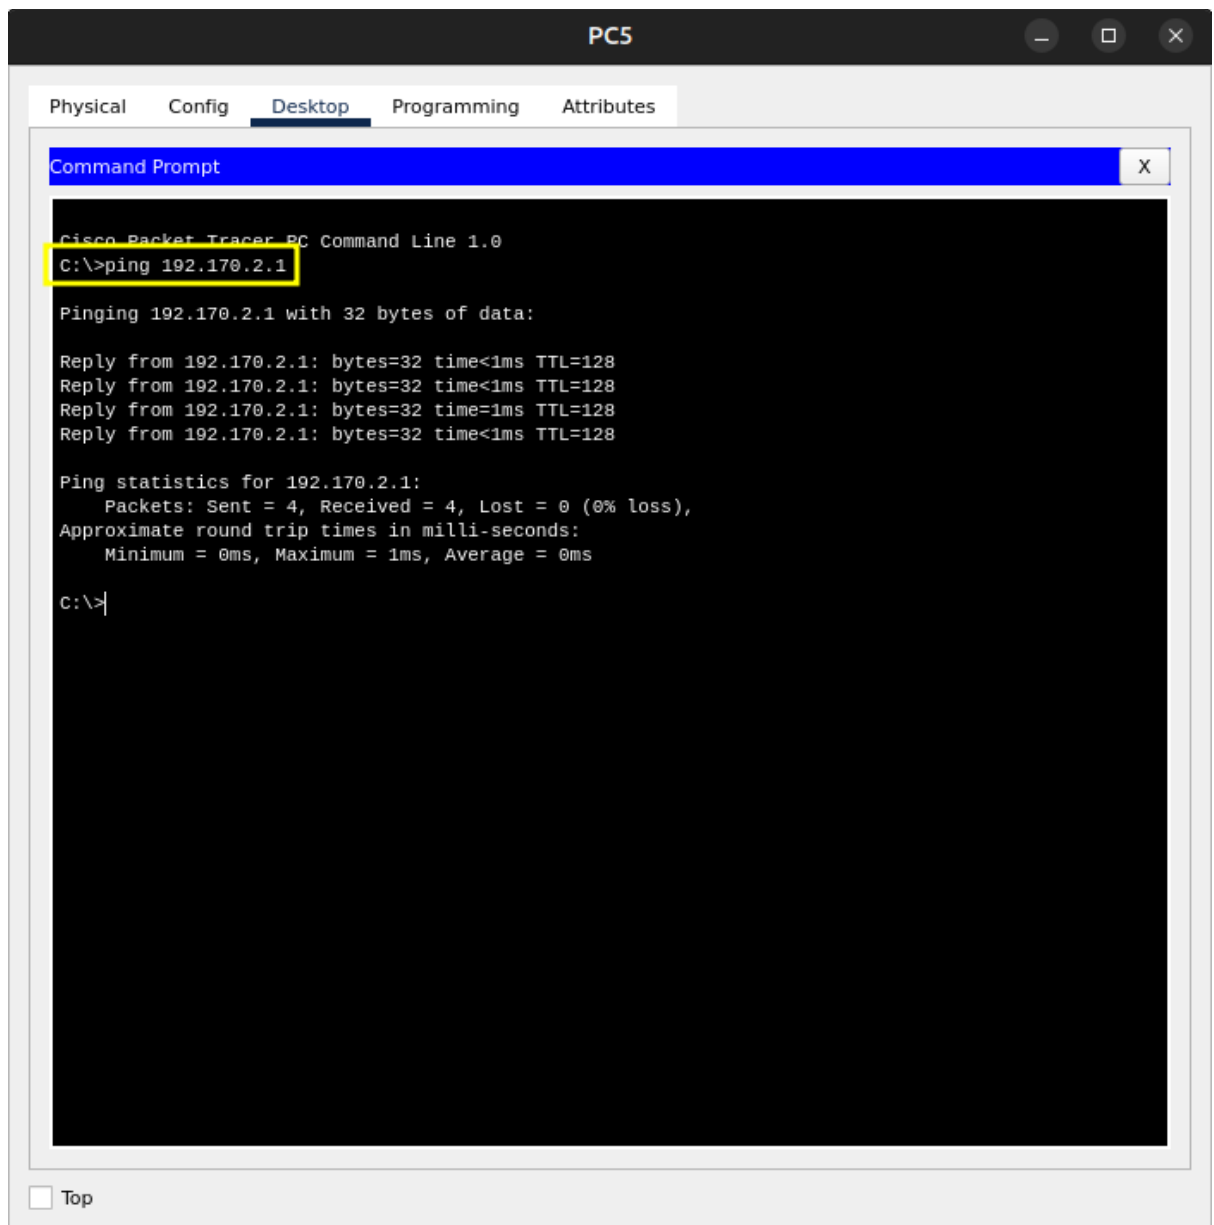 PC5
Physical Config Desktop Programming Attributes
Command Prompt X
Cisco Packet Tracer PC Command Line 1.0
C:\>ping 192.170.2.1
Pinging 192.170.2.1 with 32 bytes of data:
Reply from 192.170.2.1: bytes=32 time<1ms TTL=128
Reply from 192.170.2.1: bytes=32 time<1ms TTL=128
Reply from 192.170.2.1: bytes=32 time=1ms TTL=128
Reply from 192.170.2.1: bytes=32 time<1ms TTL=128
Ping statistics for 192.170.2.1:
    Packets: Sent = 4, Received = 4, Lost = 0 (0% loss),
Approximate round trip times in milli-seconds:
    Minimum = 0ms, Maximum = 1ms, Average = 0ms
C:\>
Top